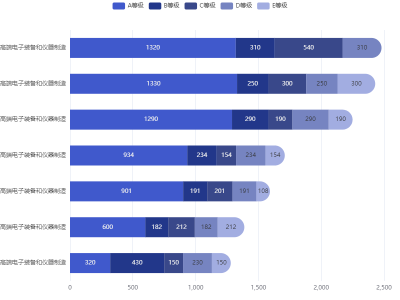 A等级 B等级 C等级 D等级 E等级
高端电子装备和仪器制造 1320 310 540 310
高端电子装备和仪器制造 1330 250 300 250 300
高端电子装备和仪器制造 1290 290 190 290 190
高端电子装备和仪器制造 934 234 154 234 154
高端电子装备和仪器制造 901 191 201 191 108
高端电子装备和仪器制造 600 182 212 182 212
高端电子装备和仪器制造 320 430 150 230 150
0 500 1,000 1,500 2,000 2,500